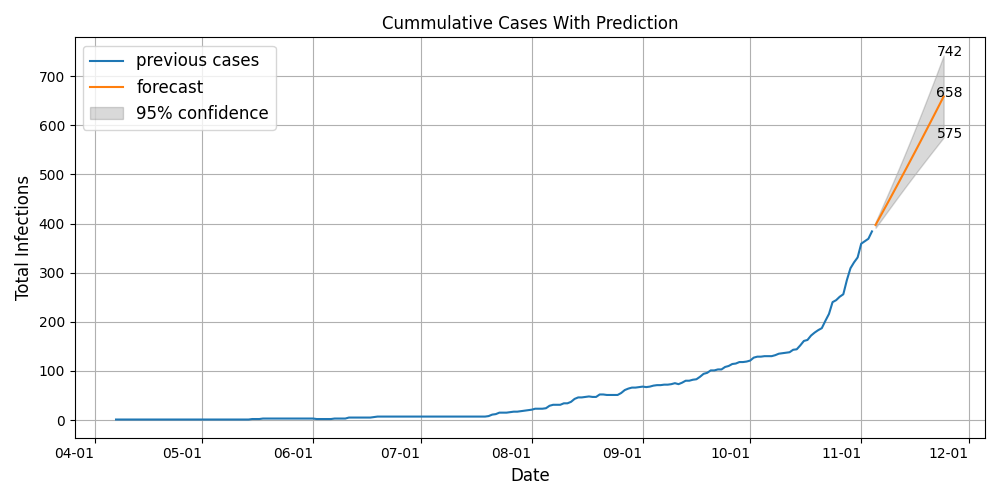 Cummulative Cases With Prediction
previous cases
forecast
95% confidence
742
658
575
Total Infections
700
600
500
400
300
200
100
0
04-01 05-01 06-01 07-01 08-01 09-01 10-01 11-01 12-01
Date